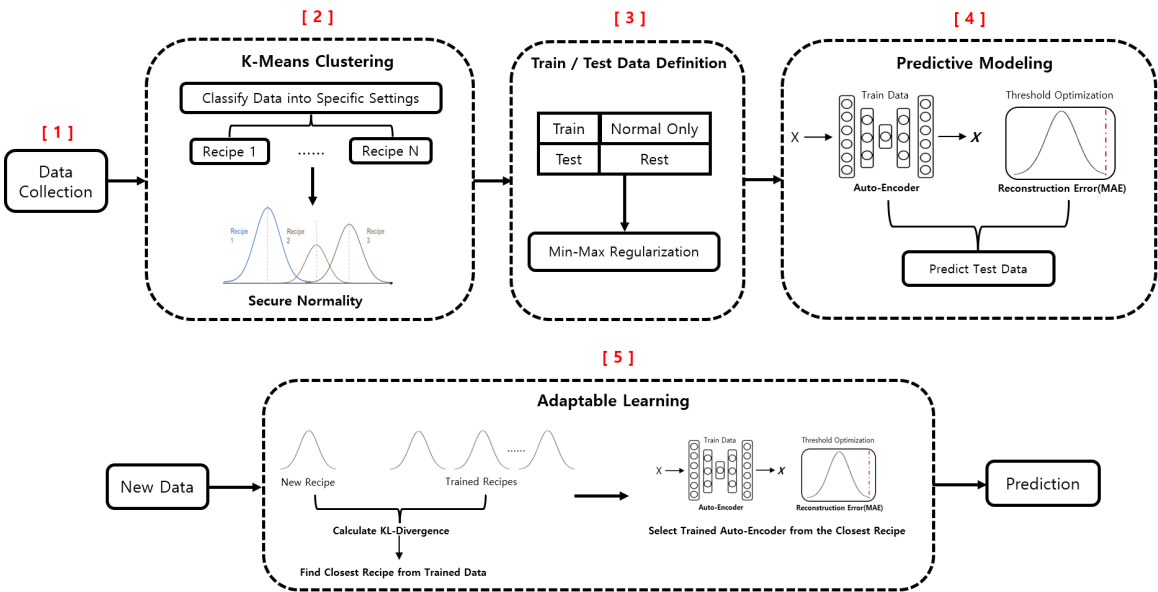 [ 1 ]
Data
Collection
[ 2 ]
K-Means Clustering
Classify Data into Specific Settings
Recipe 1
......
Recipe N
Recipe
1
Recipe
2
Recipe
3
Secure Normality
[ 3 ]
Train / Test Data Definition
Train Normal Only
Test Rest
Min-Max Regularization
[ 4 ]
Predictive Modeling
Train Data
X
X
Auto-Encoder
Threshold Optimization
Reconstruction Error(MAE)
Predict Test Data
[ 5 ]
Adaptable Learning
New Data
New Recipe
......
Trained Recipes
Calculate KL-Divergence
Find Closest Recipe from Trained Data
Train Data
X
X
Auto-Encoder
Threshold Optimization
Reconstruction Error(MAE)
Select Trained Auto-Encoder from the Closest Recipe
Prediction